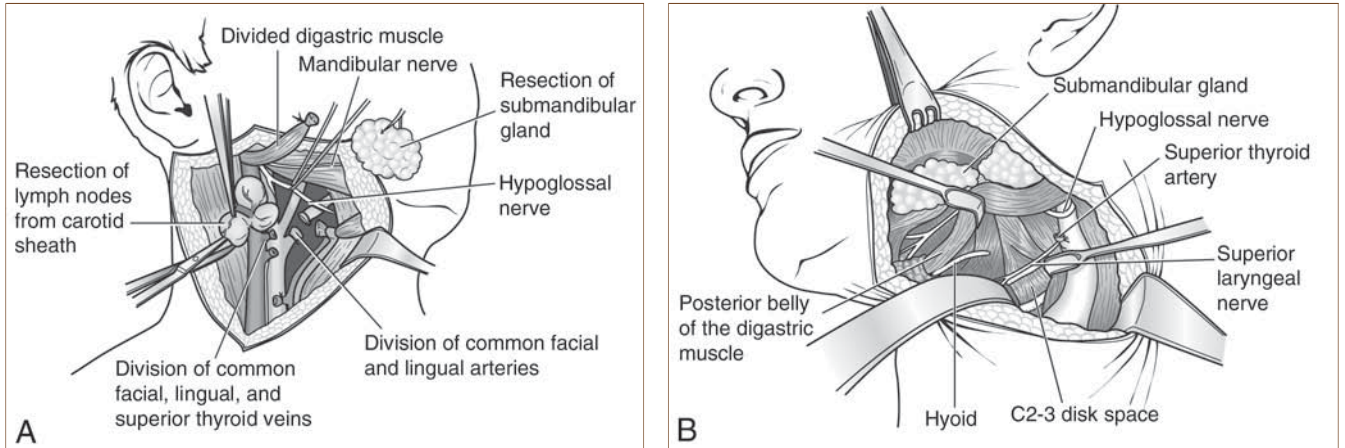 Divided digastric muscle
Mandibular nerve
Resection of
submandibular
gland
Resection of
lymph nodes
from carotid
sheath
Hypoglossal
nerve
Division of common facial
and lingual arteries
Division of common
facial, lingual, and
superior thyroid veins
A
Submandibular gland
Hypoglossal nerve
Superior thyroid
artery
Superior
laryngeal
nerve
Posterior belly
of the digastric
muscle
Hyoid
C2-3 disk space
B